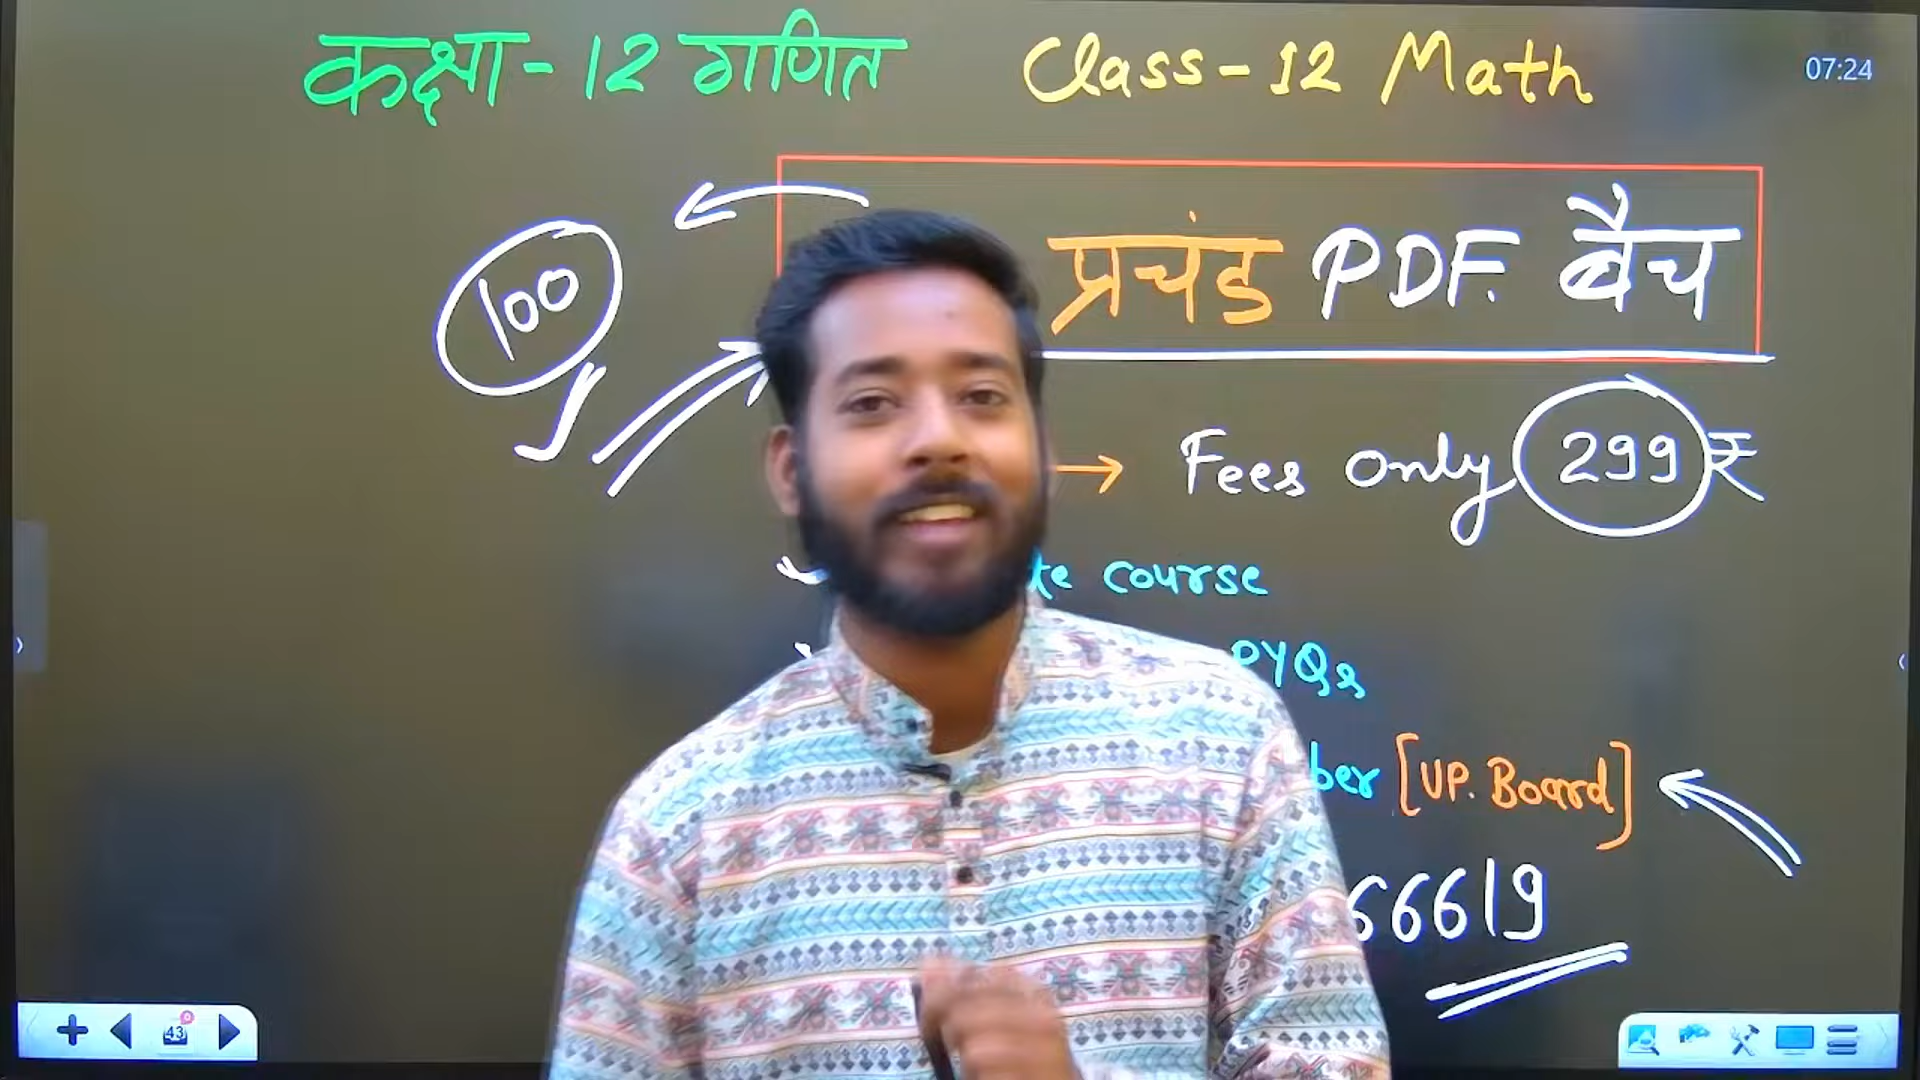 कक्षा-12 गणित Class-12 Math
07:24
100
प्रचंड PDF. बैच
Fees only 299₹
course
PYQs
[UP. Board]
66619
43
0